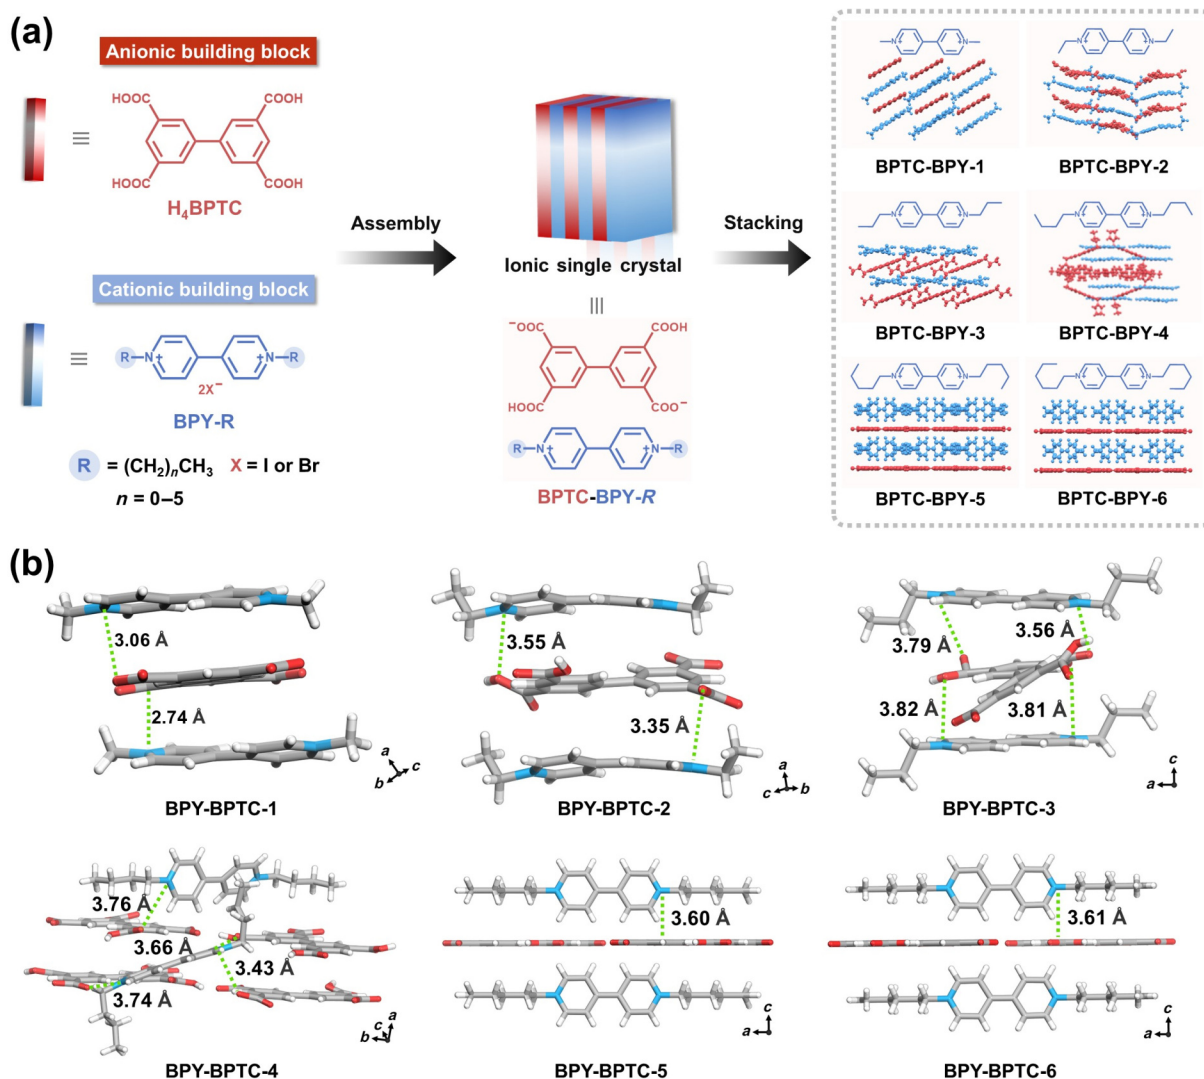 (a)
Anionic building block
HOOC
COOH
HOOC
COOH
≡
H₄BPTC
Cationic building block
≡
R–N⁺
N⁺–R
2X⁻
BPY-R
R = (CH₂)ₙCH₃ X = I or Br
n = 0–5
Assembly
Ionic single crystal
≡
⁻OOC
COOH
HOOC
COO⁻
R–N⁺
N⁺–R
BPTC-BPY-R
Stacking
N⁺
N⁺
N⁺
N⁺
BPTC-BPY-1
BPTC-BPY-2
N⁺
N⁺
N⁺
N⁺
BPTC-BPY-3
BPTC-BPY-4
N⁺
N⁺
N⁺
N⁺
BPTC-BPY-5
BPTC-BPY-6
(b)
3.06 Å
2.74 Å
a
b
c
BPY-BPTC-1
3.55 Å
3.35 Å
a
c
b
BPY-BPTC-2
3.79 Å
3.56 Å
3.82 Å
3.81 Å
c
a
BPY-BPTC-3
3.76 Å
3.66 Å
3.43 Å
3.74 Å
a
c
b
BPY-BPTC-4
3.60 Å
c
a
BPY-BPTC-5
3.61 Å
c
a
BPY-BPTC-6